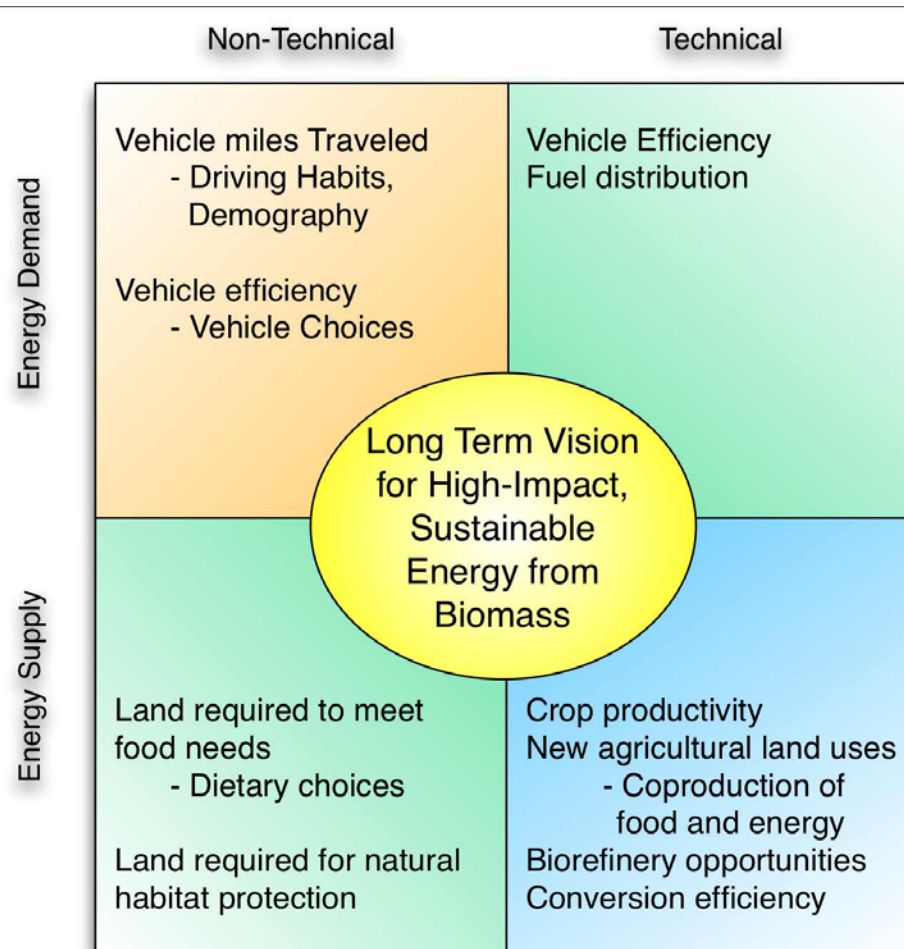 Non-Technical
Technical
Energy Demand
Vehicle miles Traveled
- Driving Habits,
Demography
Vehicle efficiency
- Vehicle Choices
Vehicle Efficiency
Fuel distribution
Long Term Vision
for High-Impact,
Sustainable
Energy from
Biomass
Energy Supply
Land required to meet
food needs
- Dietary choices
Land required for natural
habitat protection
Crop productivity
New agricultural land uses
- Coproduction of
food and energy
Biorefinery opportunities
Conversion efficiency